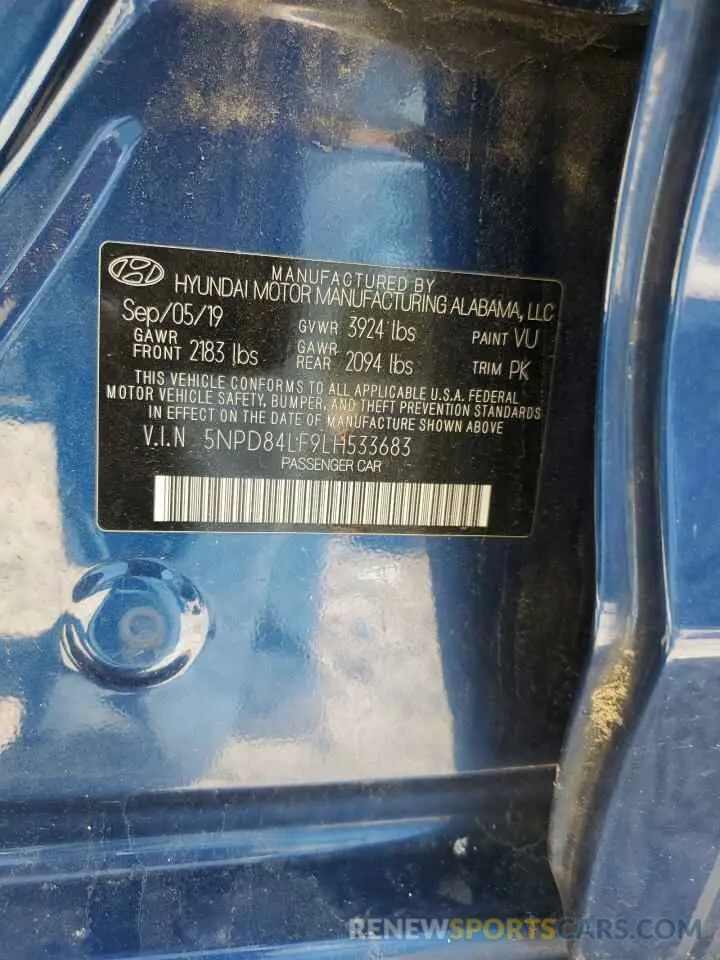 MANUFACTURED BY
HYUNDAI MOTOR MANUFACTURING ALABAMA, LLC
Sep/05/19 GVWR 3924 lbs PAINT VU
GAWR FRONT 2183 lbs GAWR REAR 2094 lbs TRIM PK
THIS VEHICLE CONFORMS TO ALL APPLICABLE U.S.A. FEDERAL
MOTOR VEHICLE SAFETY, BUMPER, AND THEFT PREVENTION STANDARDS
IN EFFECT ON THE DATE OF MANUFACTURE SHOWN ABOVE
V.I.N 5NPD84LF9LH533683
PASSENGER CAR
RENEWSPORTSCARS.COM